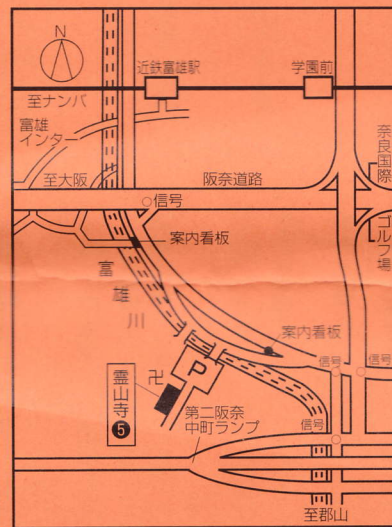 N
近鉄富雄駅
学園前
至ナンバ
富雄
インター
奈良国際
ゴルフ場
至大阪
阪奈道路
信号
案内看板
富雄川
案内看板
信号
信号
P
卍
霊山寺
5
第二阪奈
中町ランプ
信号
至郡山